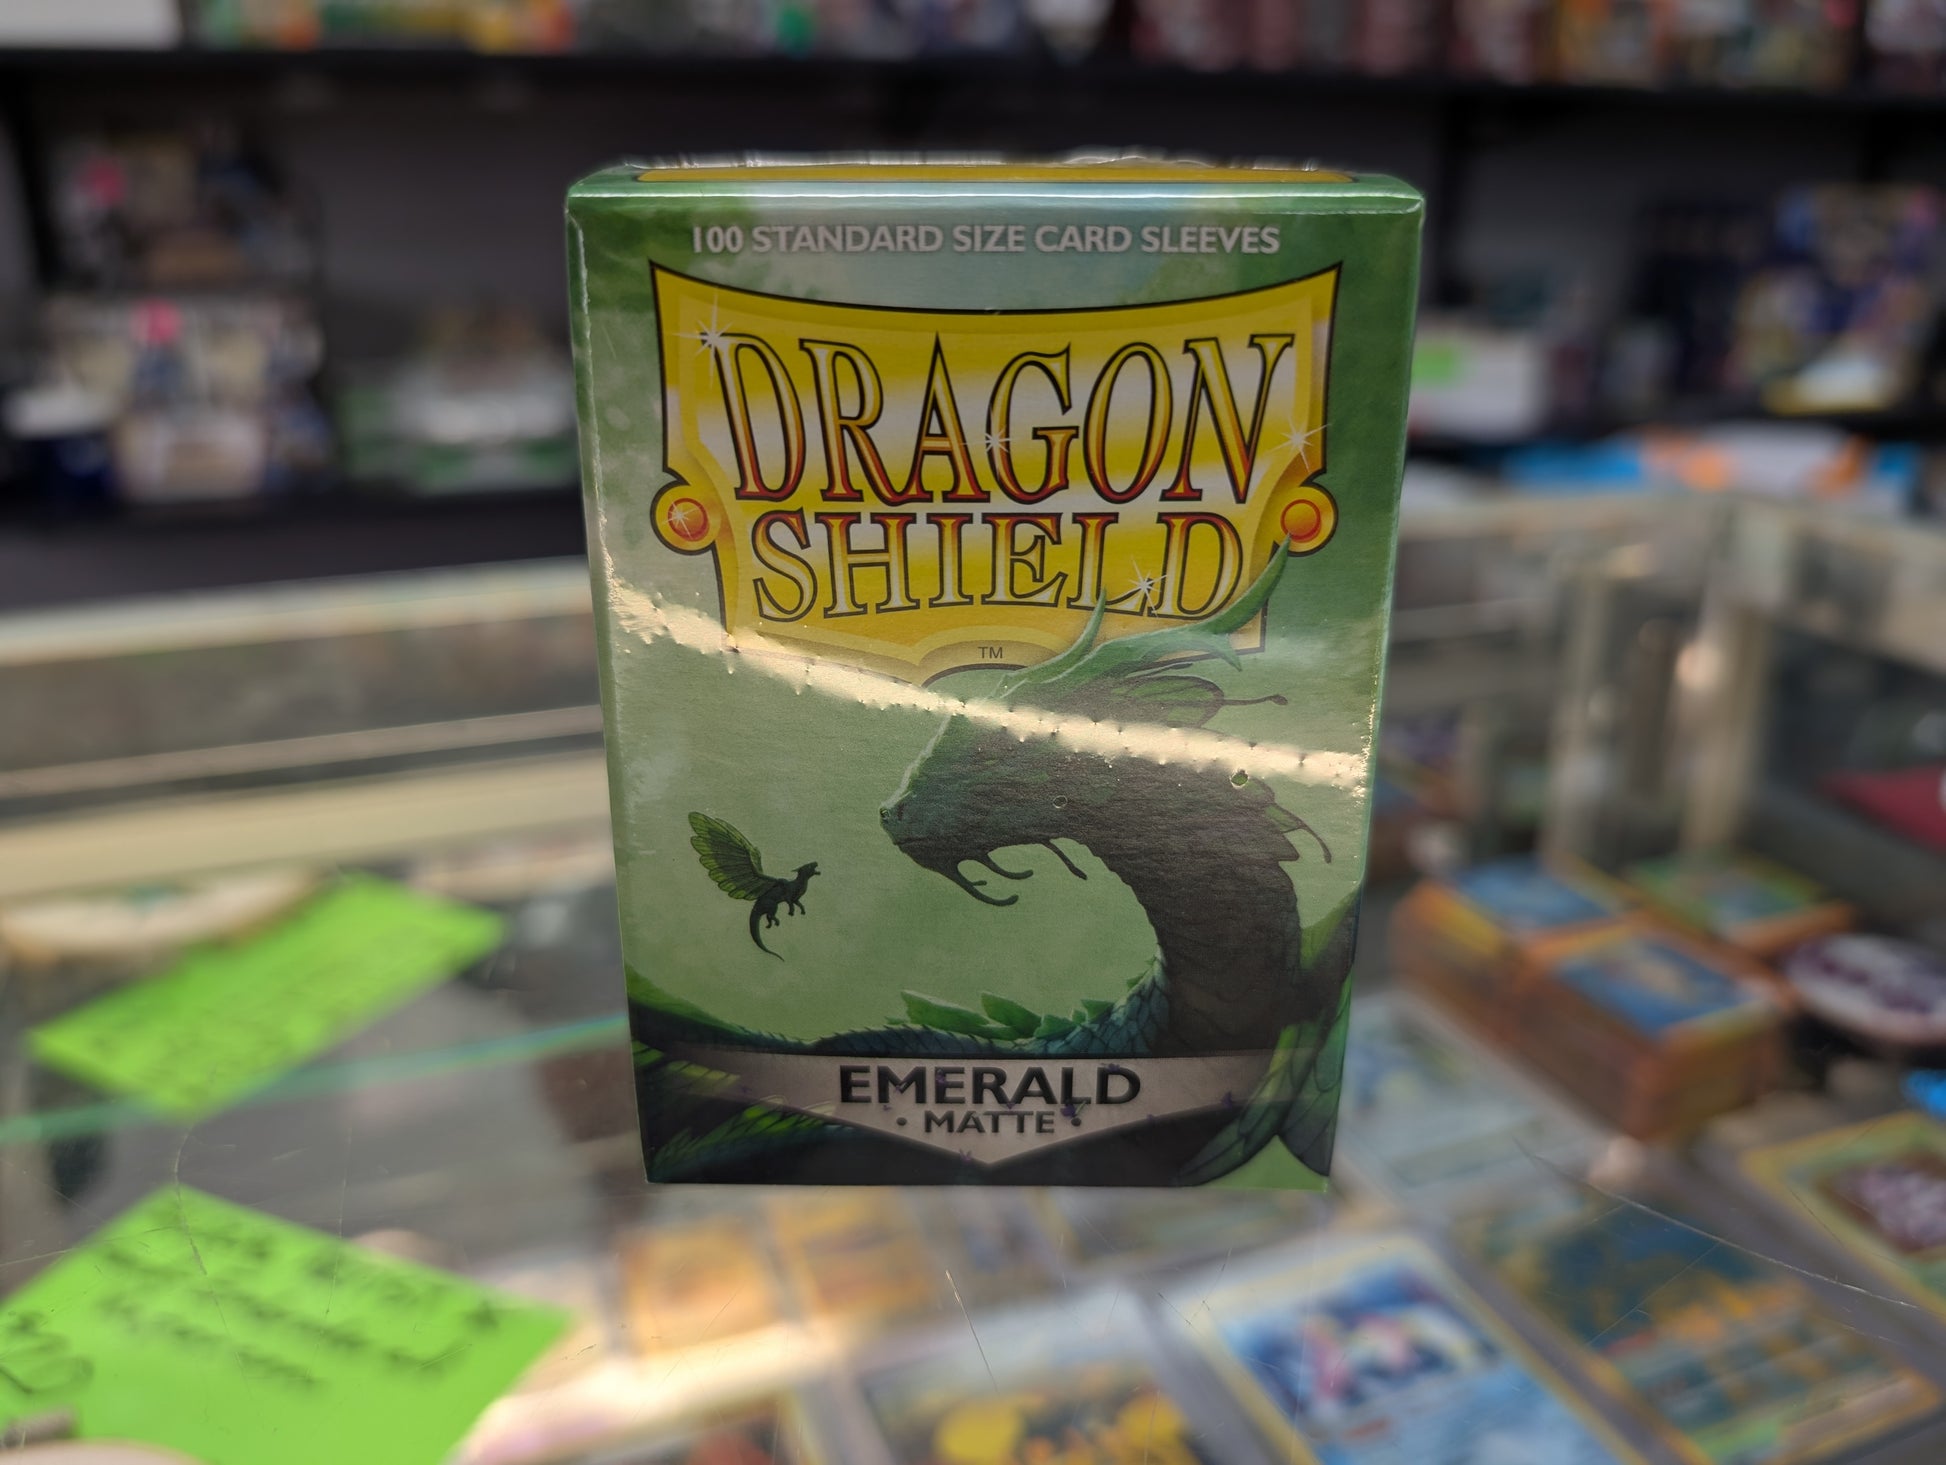 100 STANDARD SIZE CARD SLEEVES
DRAGON
SHIELD
TM
EMERALD
• MATTE •